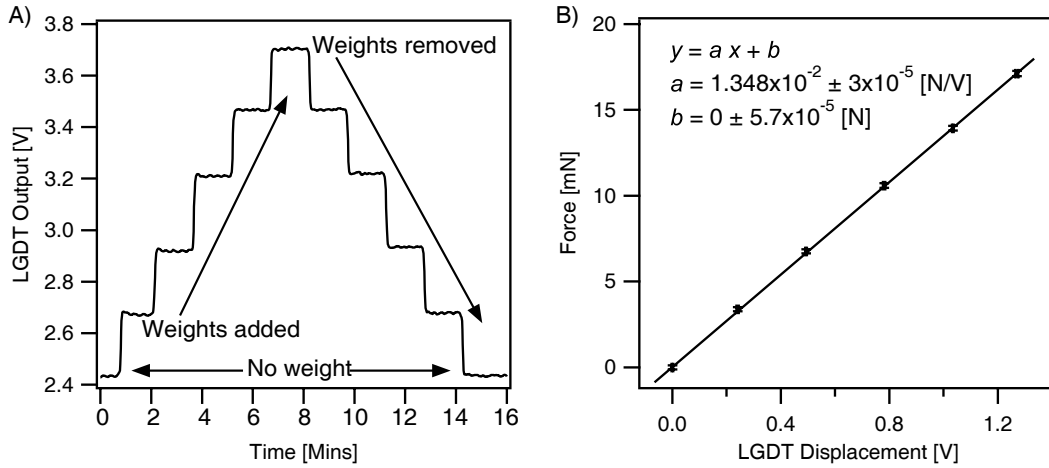 A)
3.8
3.6
3.4
3.2
3.0
2.8
2.6
2.4
LGDT Output [V]
Weights removed
Weights added
No weight
0 2 4 6 8 10 12 14 16
Time [Mins]
B)
20
15
10
5
0
Force [mN]
y = a x + b
a = 1.348x10⁻² ± 3x10⁻⁵ [N/V]
b = 0 ± 5.7x10⁻⁵ [N]
0.0 0.4 0.8 1.2
LGDT Displacement [V]